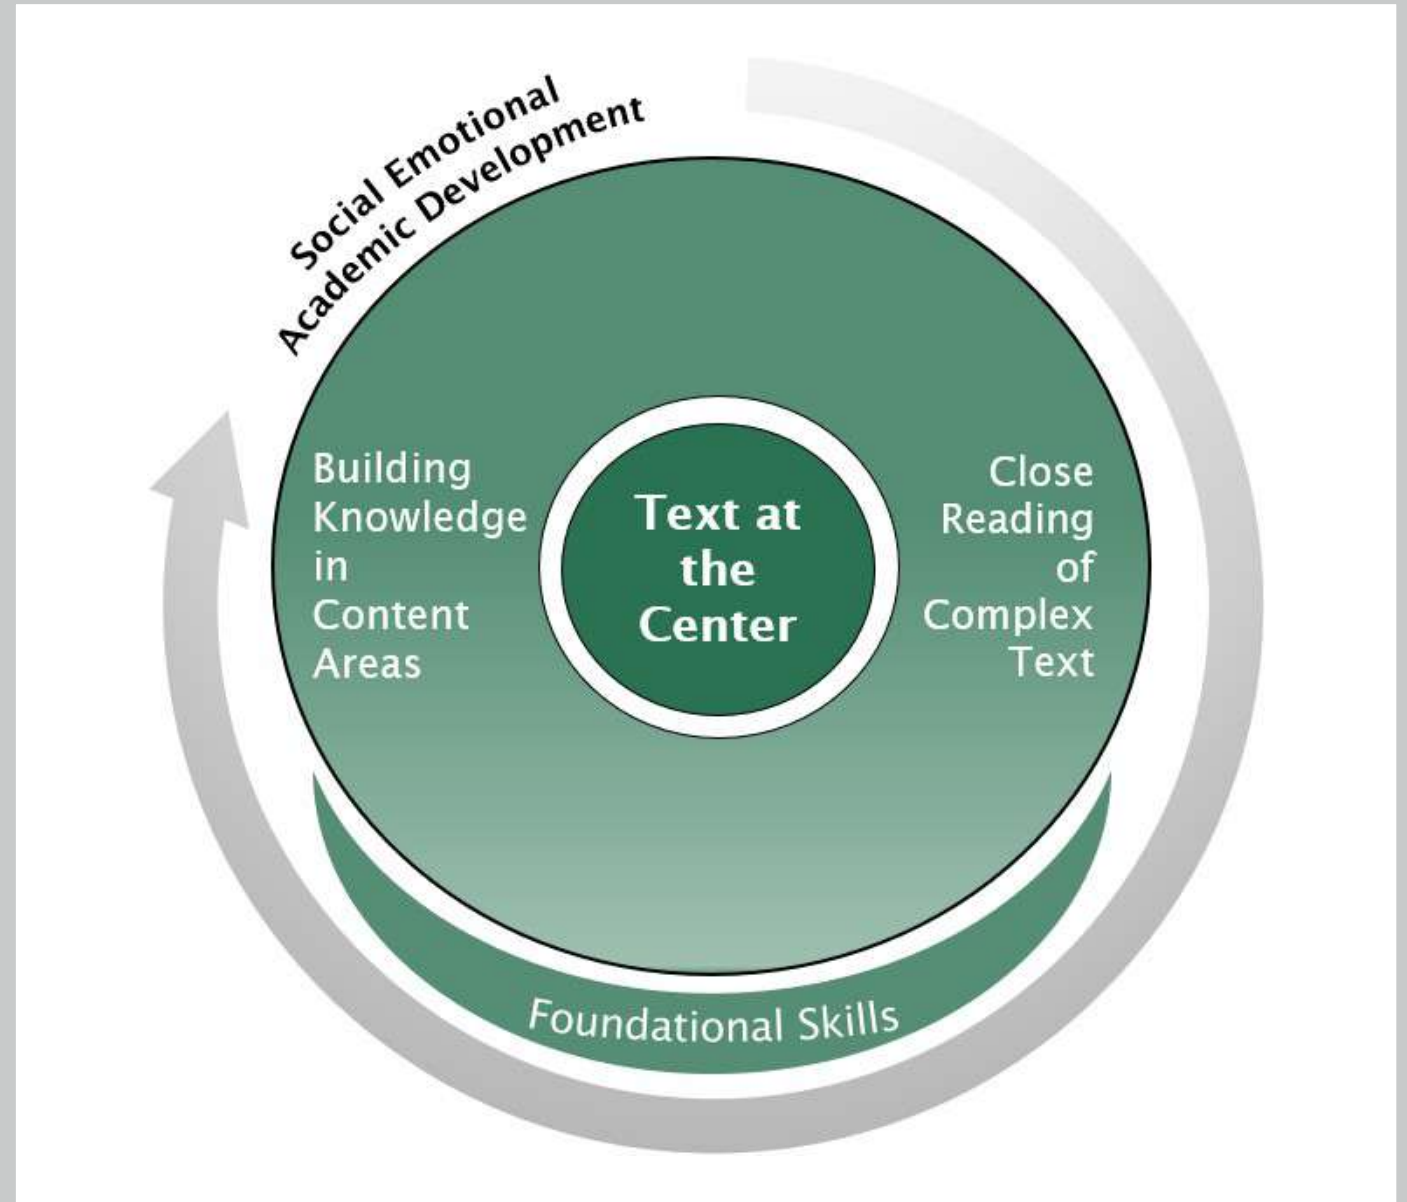 Social Emotional
Academic Development
Building
Knowledge
in
Content
Areas
Text at
the
Center
Close
Reading
of
Complex
Text
Foundational Skills